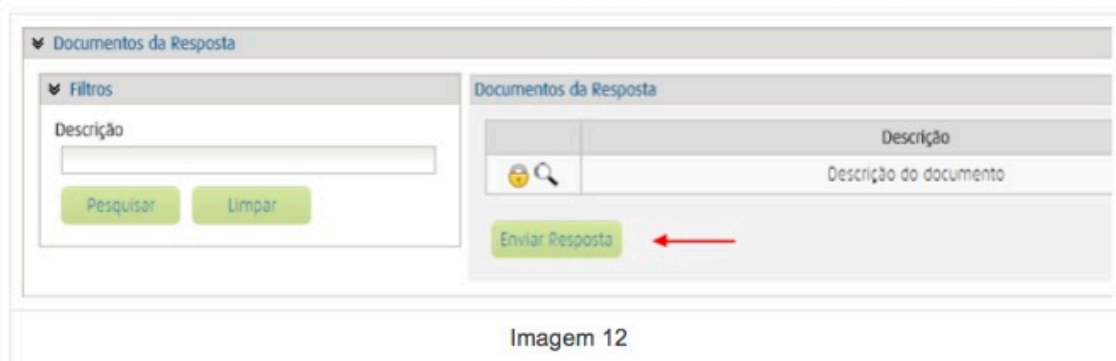 Documentos da Resposta
Filtros
Descrição
Pesquisar Limpar
Documentos da Resposta
Descrição
Descrição do documento
Enviar Resposta
Imagem 12